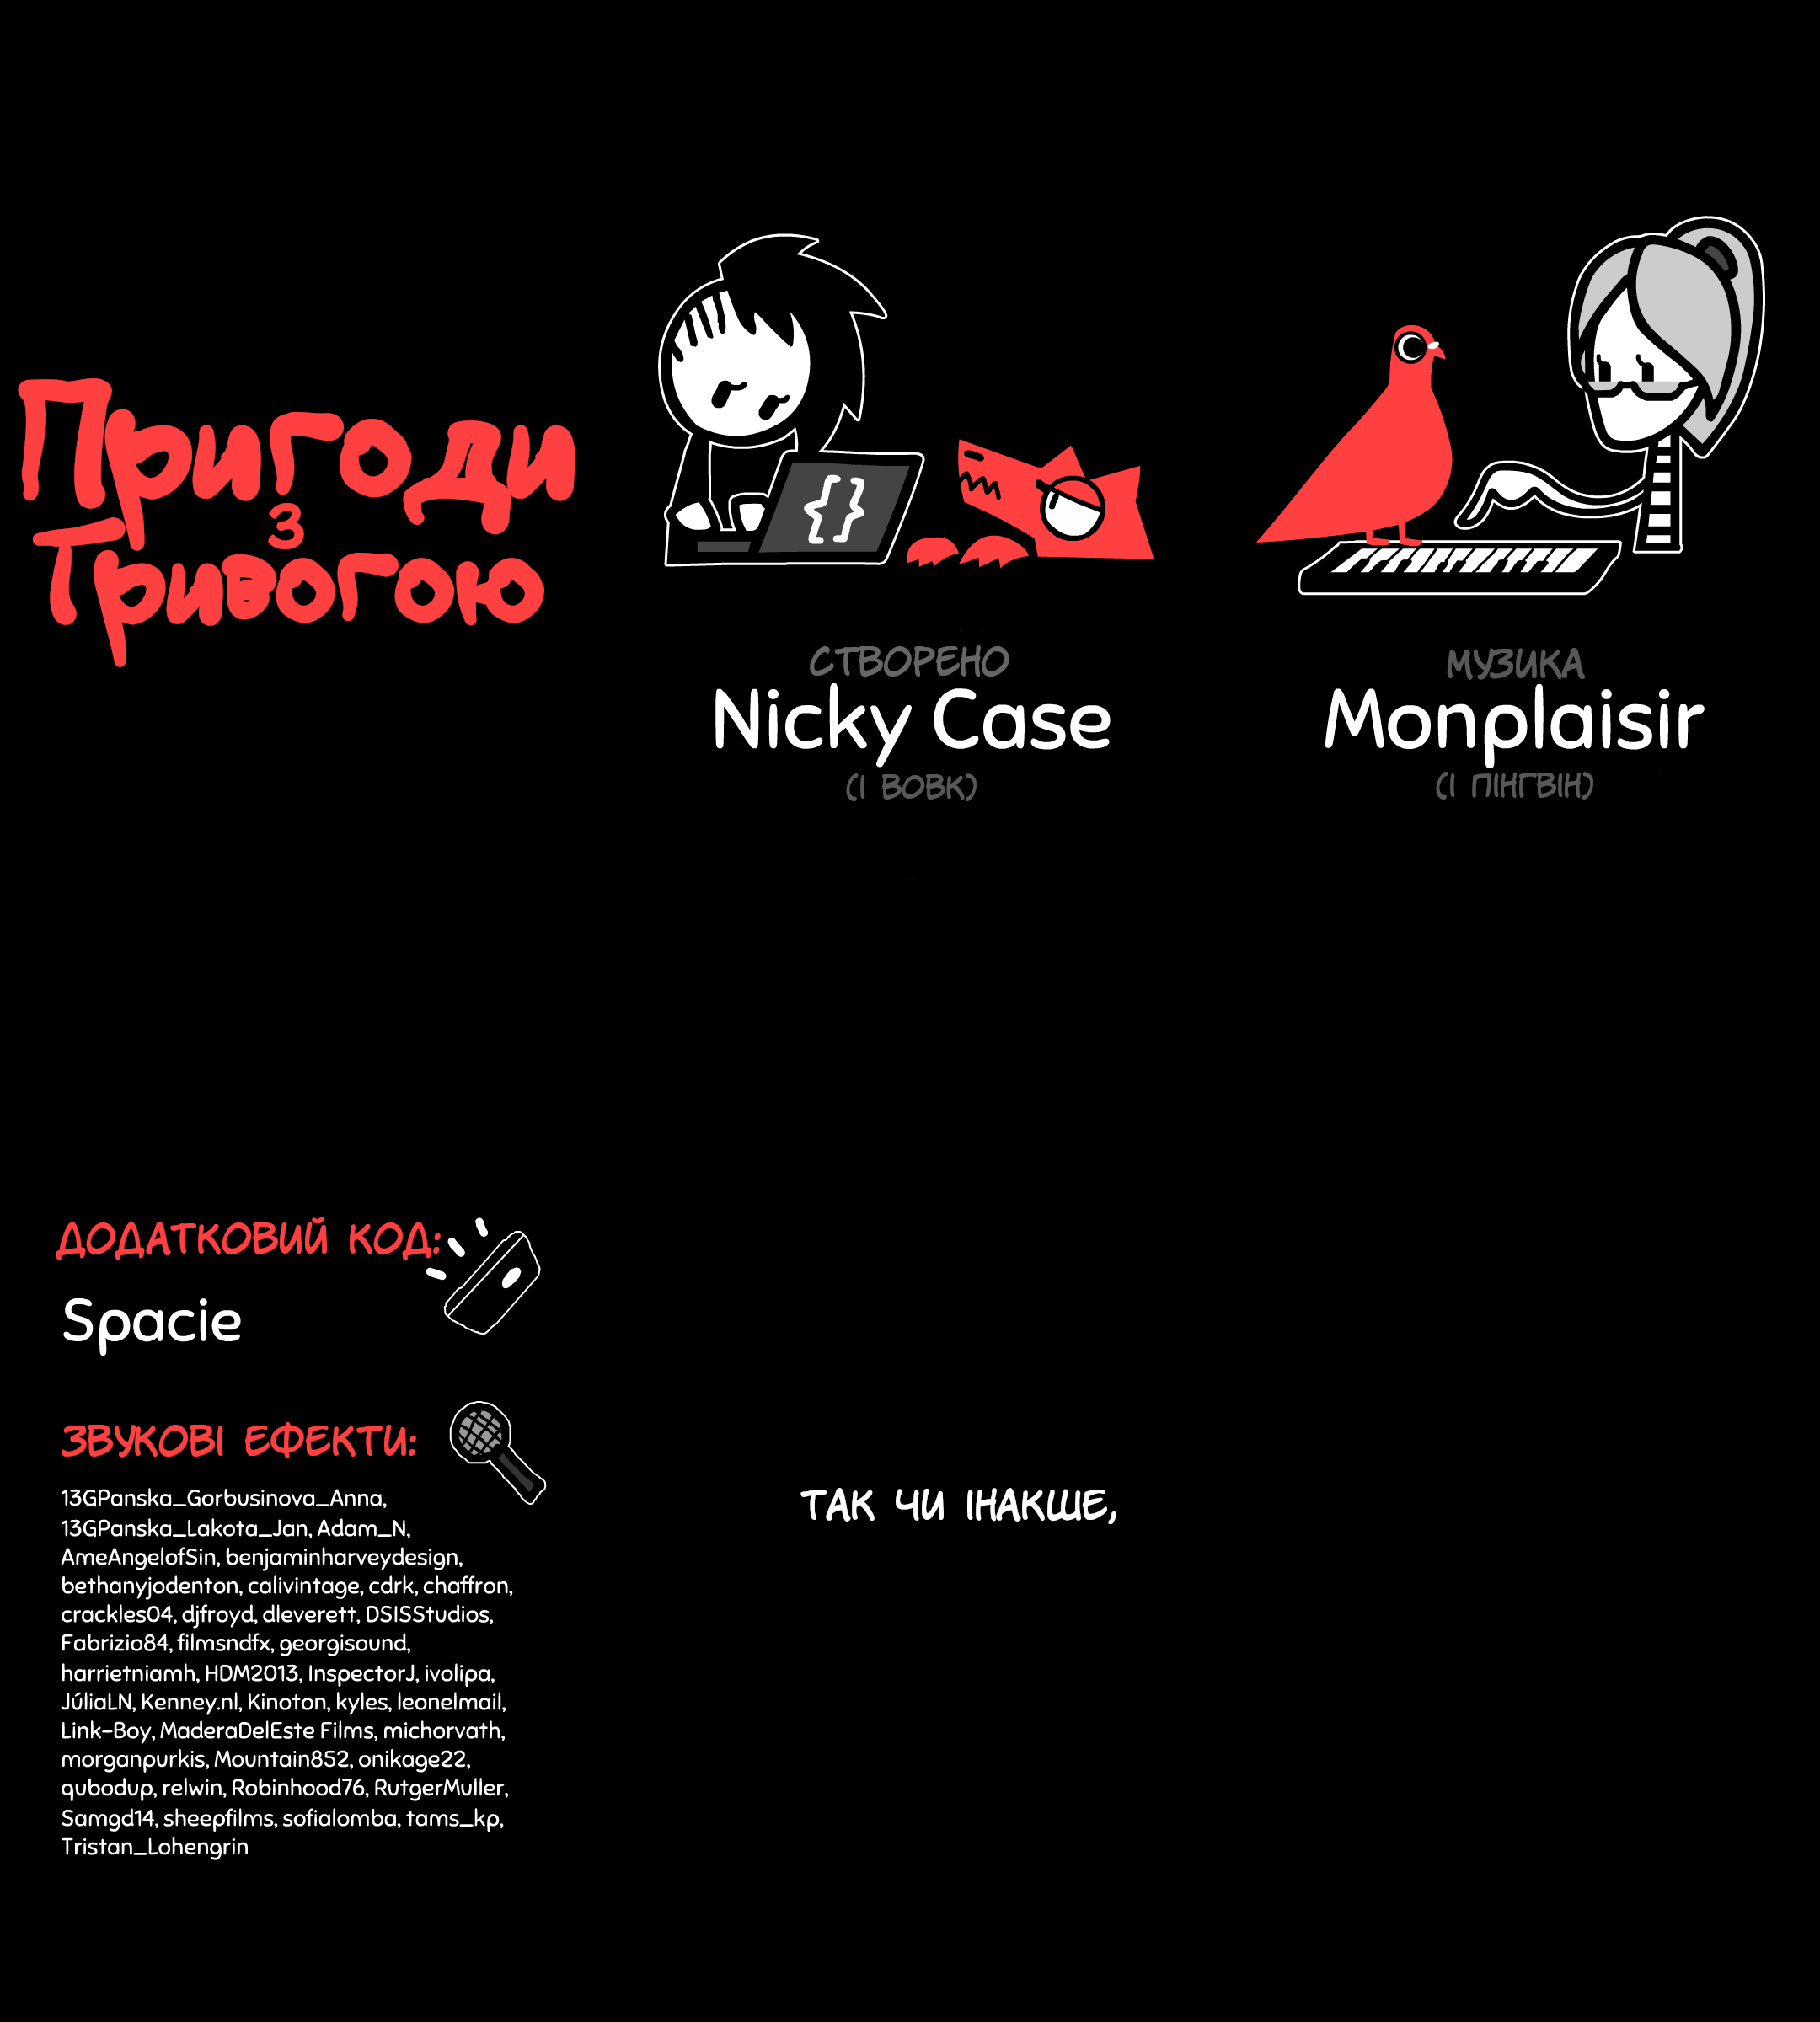 Пригоди
з
Тривогою
СТВОРЕНО
Nicky Case
(І ВОВК)
МУЗИКА
Monplaisir
(І ПІНГВІН)
ДОДАТКОВИЙ КОД:
Spacie
ЗВУКОВІ ЕФЕКТИ:
13GPanska_Gorbusinova_Anna,
13GPanska_Lakota_Jan, Adam_N,
AmeAngelofSin, benjaminharveydesign,
bethanyjodenton, calivintage, cdrk, chaffron,
crackles04, djfroyd, dleverett, DSISStudios,
Fabrizio84, filmsndfx, georgisound,
harrietniamh, HDM2013, InspectorJ, ivolipa,
JúliaLN, Kenney.nl, Kinoton, kyles, leonelmail,
Link-Boy, MaderaDelEste Films, michorvath,
morganpurkis, Mountain852, onikage22,
qubodup, relwin, Robinhood76, RutgerMuller,
Samgd14, sheepfilms, sofialomba, tams_kp,
Tristan_Lohengrin
ТАК ЧИ ІНАКШЕ,